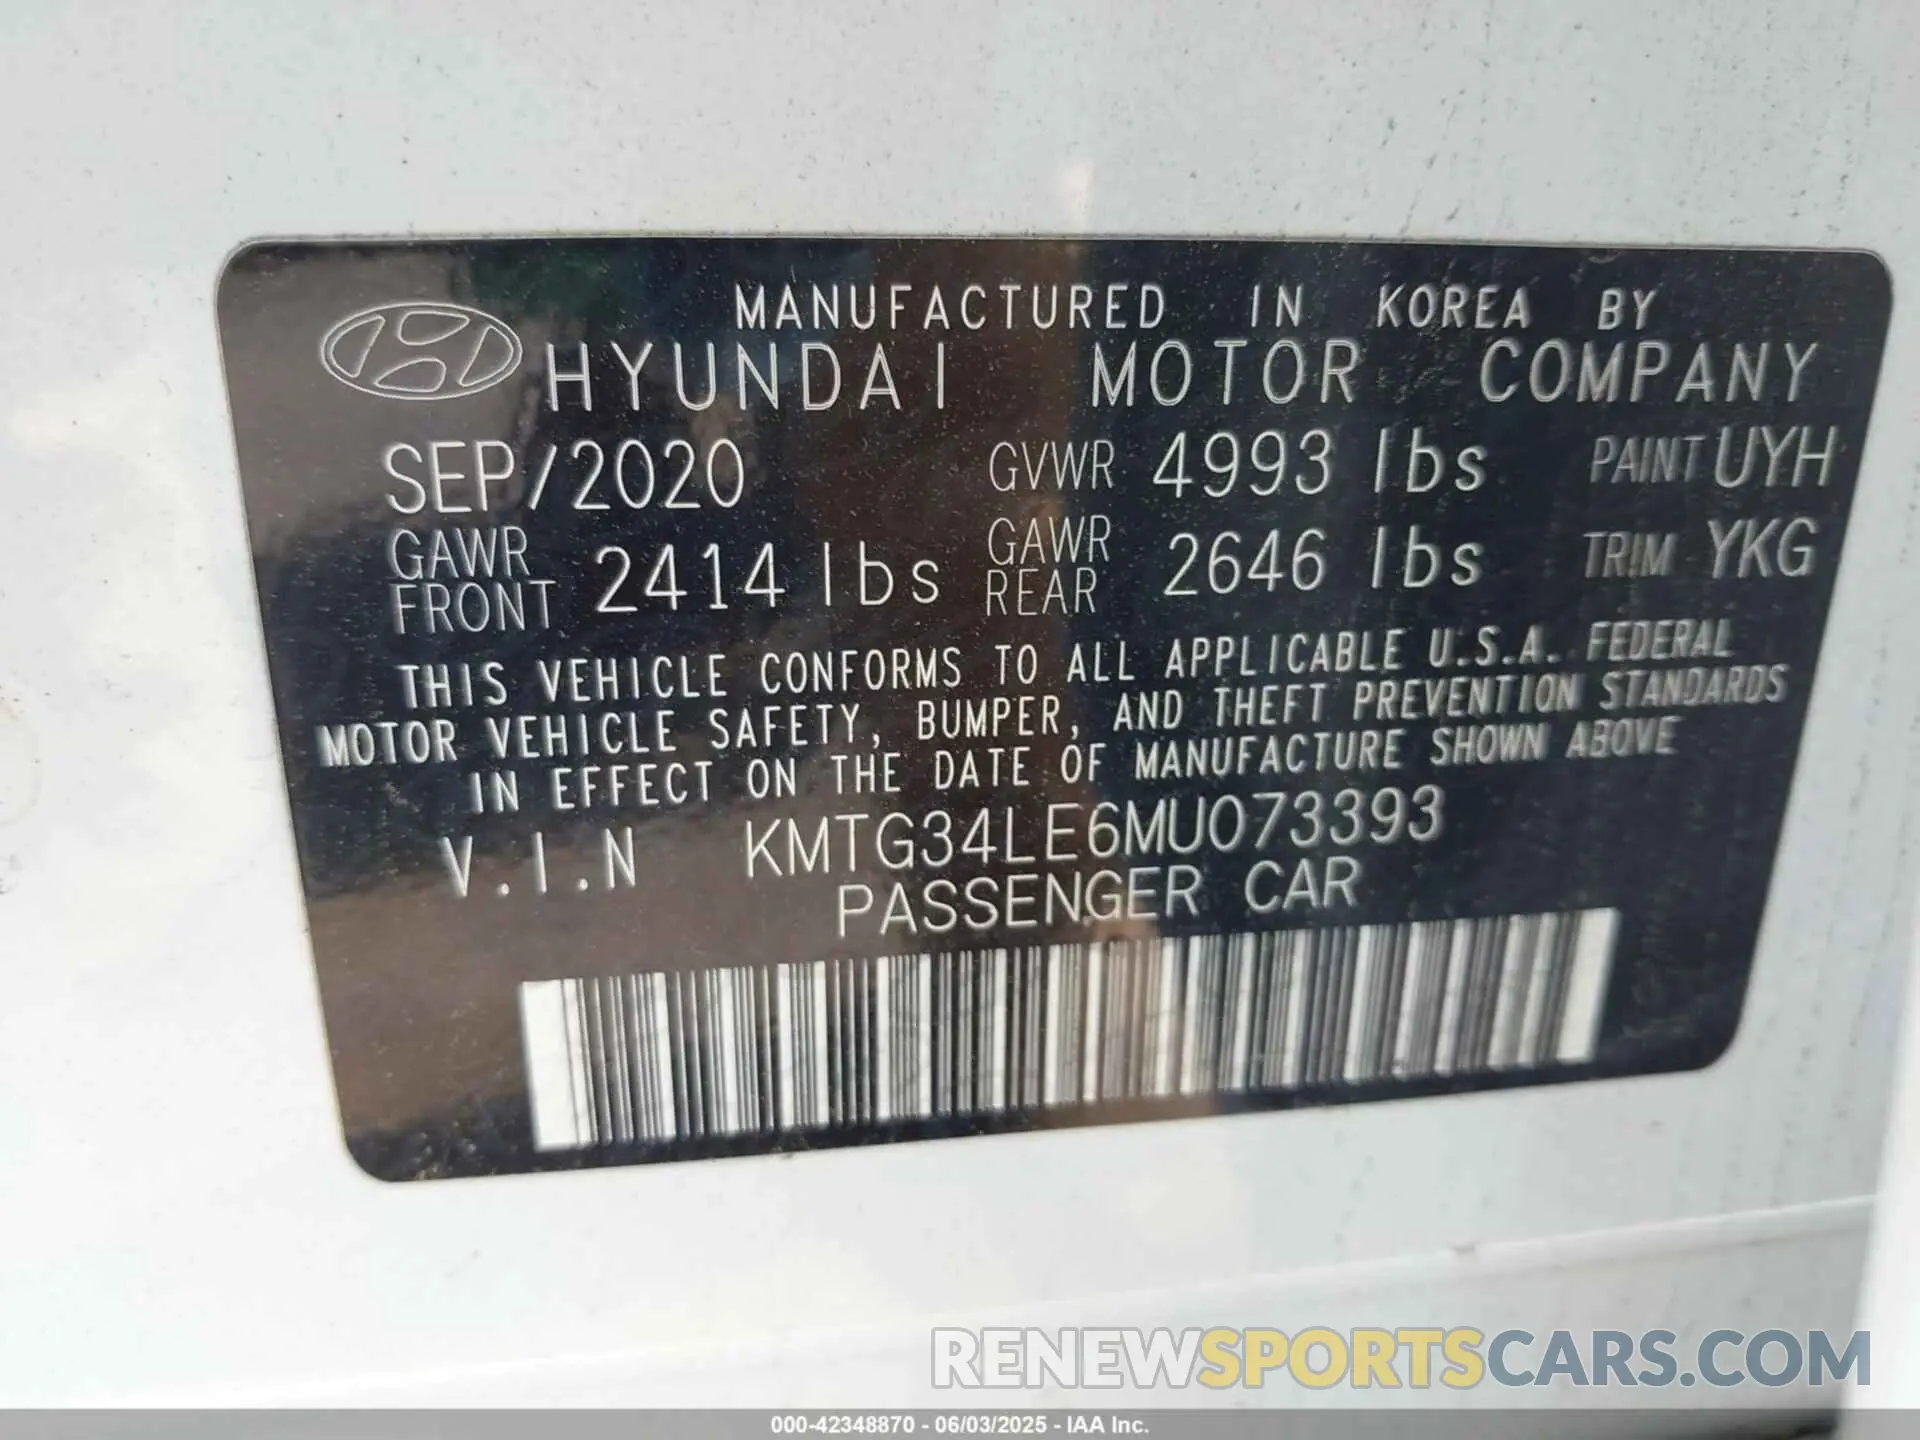 MANUFACTURED IN KOREA BY
HYUNDAI MOTOR COMPANY
SEP/2020 GVWR 4993 lbs PAINT UYH
GAWR FRONT 2414 lbs GAWR REAR 2646 lbs TRIM YKG
THIS VEHICLE CONFORMS TO ALL APPLICABLE U.S.A. FEDERAL
MOTOR VEHICLE SAFETY, BUMPER, AND THEFT PREVENTION STANDARDS
IN EFFECT ON THE DATE OF MANUFACTURE SHOWN ABOVE
V.I.N KMTG34LE6MU073393
PASSENGER CAR
RENEWSPORTSCARS.COM
000-42348870 - 06/03/2025 - IAA Inc.